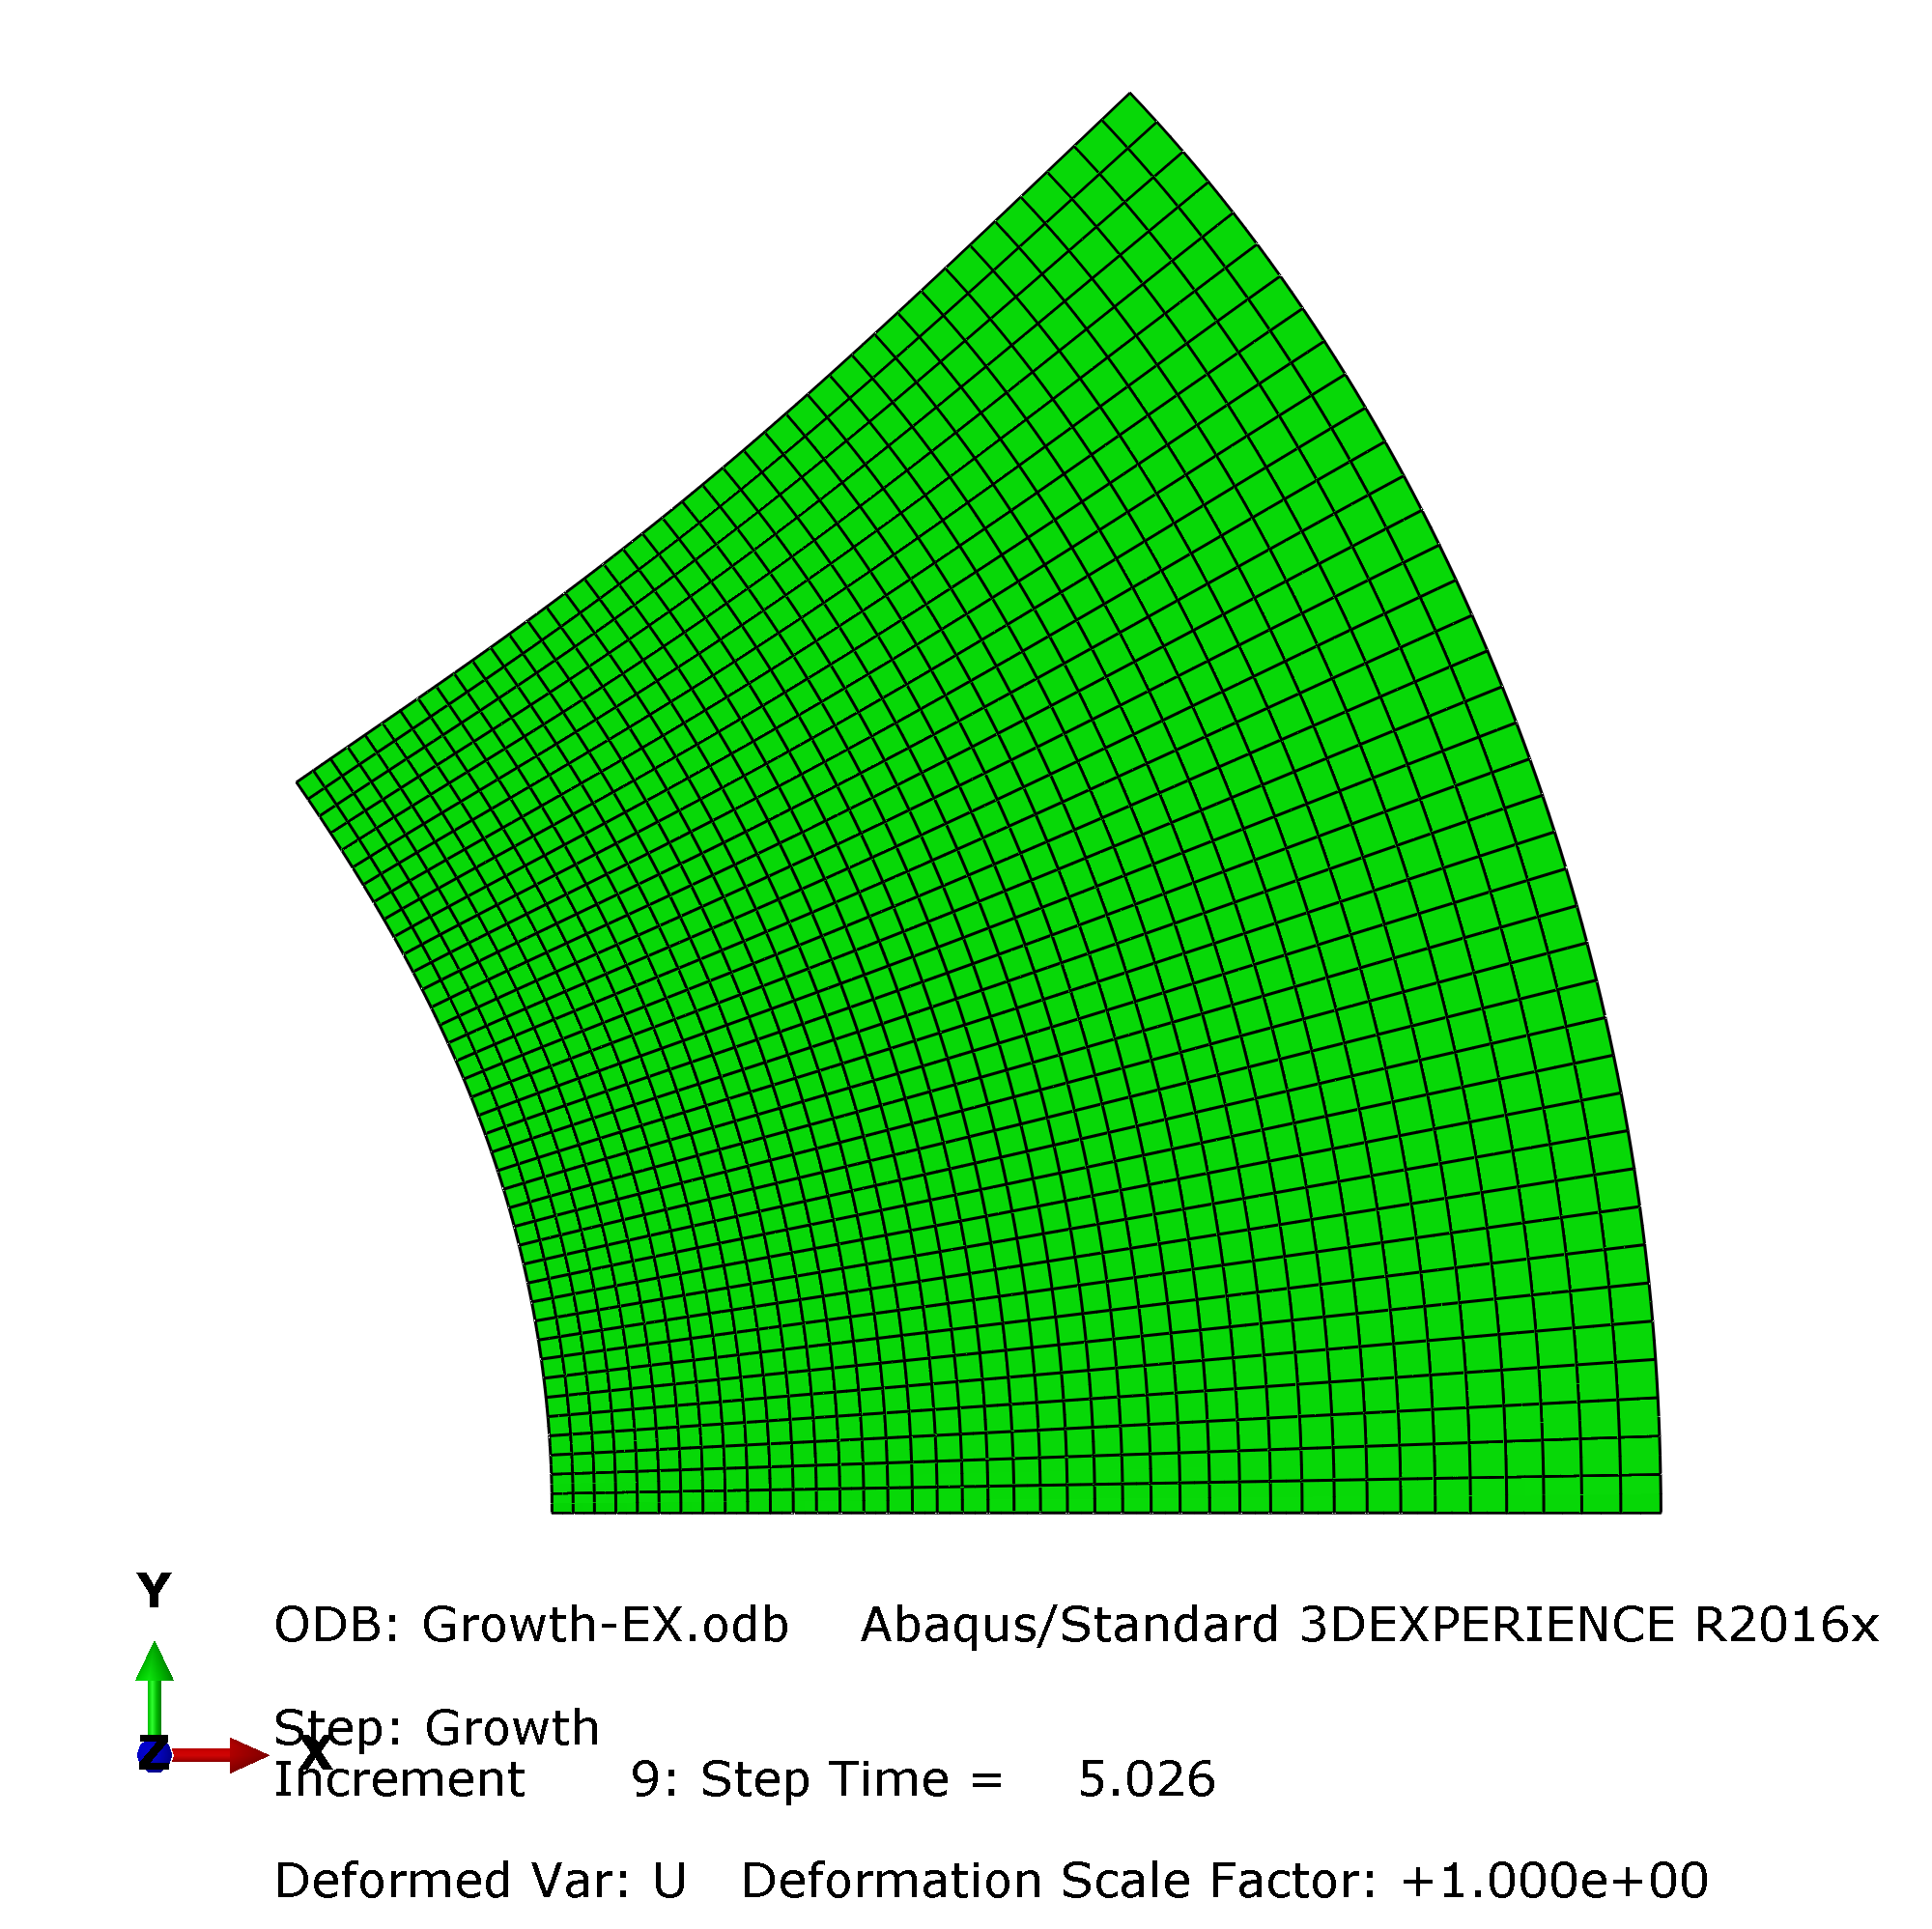 Y
ODB: Growth-EX.odb    Abaqus/Standard 3DEXPERIENCE R2016x
Step: Growth
Z X
Increment      9: Step Time =    5.026
Deformed Var: U   Deformation Scale Factor: +1.000e+00